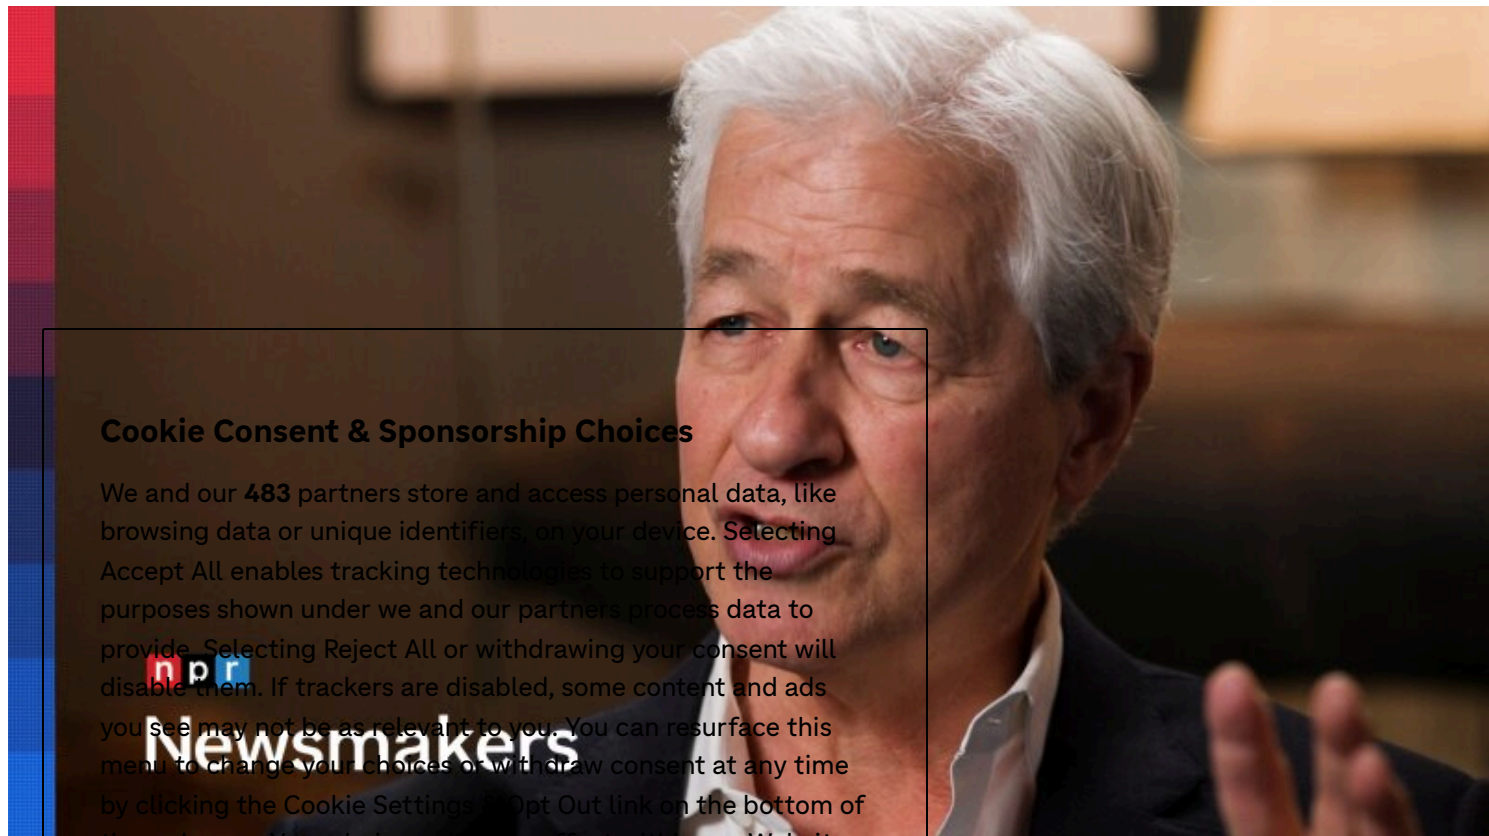 Cookie Consent & Sponsorship Choices
We and our 483 partners store and access personal data, like
browsing data or unique identifiers, on your device. Selecting
Accept All enables tracking technologies to support the
purposes shown under we and our partners process data to
provide. Selecting Reject All or withdrawing your consent will
npr
disable them. If trackers are disabled, some content and ads
you see may not be as relevant to you. You can resurface this
Newsmakers
menu to change your choices or withdraw consent at any time
by clicking the Cookie Settings & Opt Out link on the bottom of